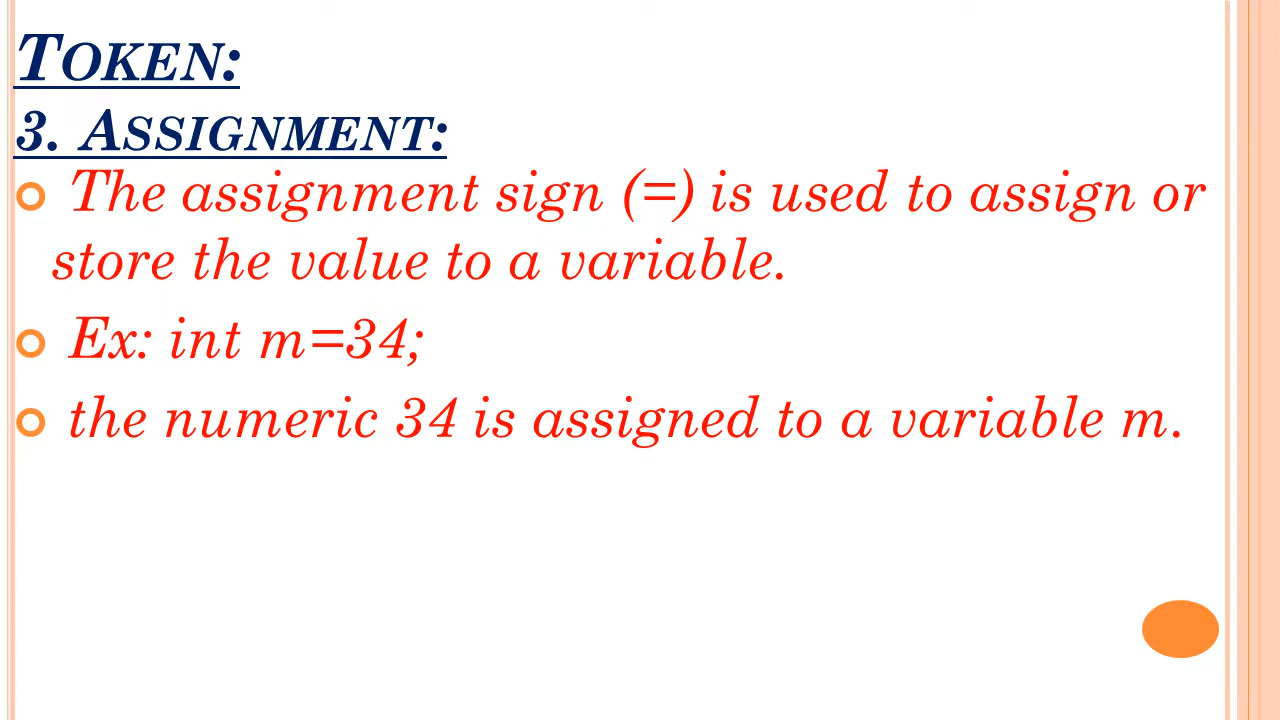 TOKEN:
3. ASSIGNMENT:
The assignment sign (=) is used to assign or
store the value to a variable.
Ex: int m=34;
the numeric 34 is assigned to a variable m.